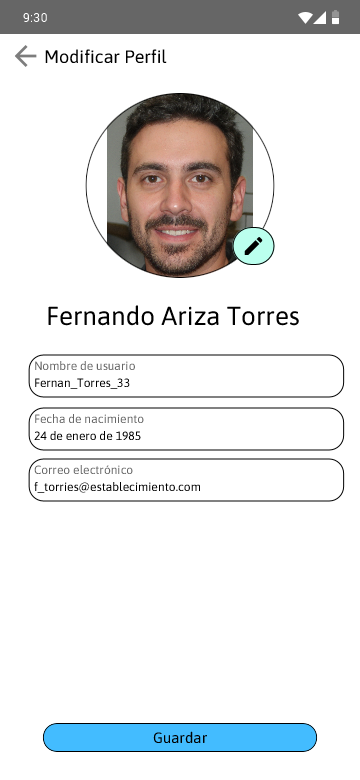 9:30
Modificar Perfil
Fernando Ariza Torres
Nombre de usuario
Fernan_Torres_33
Fecha de nacimiento
24 de enero de 1985
Correo electrónico
f_torries@establecimiento.com
Guardar